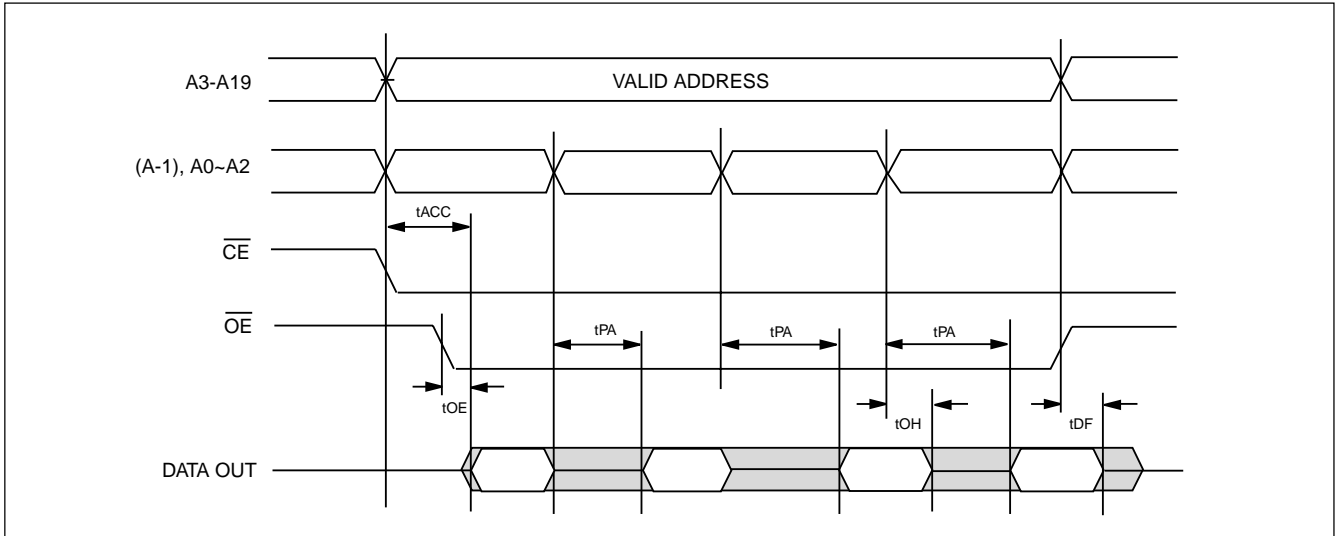 A3-A19
VALID ADDRESS
(A-1), A0~A2
tACC
CE
OE
tPA
tPA
tPA
tOE
tOH
tDF
DATA OUT